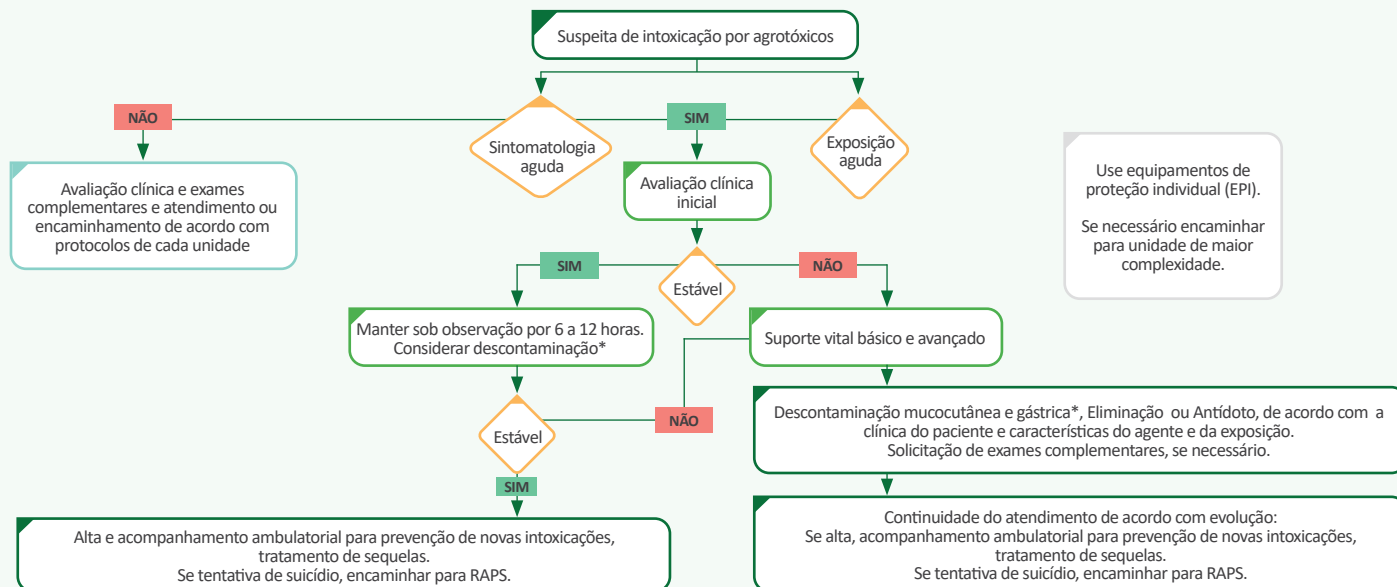 Suspeita de intoxicação por agrotóxicos
NÃO
SIM
Sintomatologia
aguda
Exposição
aguda
Avaliação clínica e exames
complementares e atendimento ou
encaminhamento de acordo com
protocolos de cada unidade
Avaliação clínica
inicial
Use equipamentos de
proteção individual (EPI).
Se necessário encaminhar
para unidade de maior
complexidade.
SIM
NÃO
Estável
Manter sob observação por 6 a 12 horas.
Considerar descontaminação*
Suporte vital básico e avançado
Estável
NÃO
Descontaminação mucocutânea e gástrica*, Eliminação ou Antídoto, de acordo com a
clínica do paciente e características do agente e da exposição.
Solicitação de exames complementares, se necessário.
SIM
Alta e acompanhamento ambulatorial para prevenção de novas intoxicações,
tratamento de sequelas.
Se tentativa de suicídio, encaminhar para RAPS.
Continuidade do atendimento de acordo com evolução:
Se alta, acompanhamento ambulatorial para prevenção de novas intoxicações,
tratamento de sequelas.
Se tentativa de suicídio, encaminhar para RAPS.